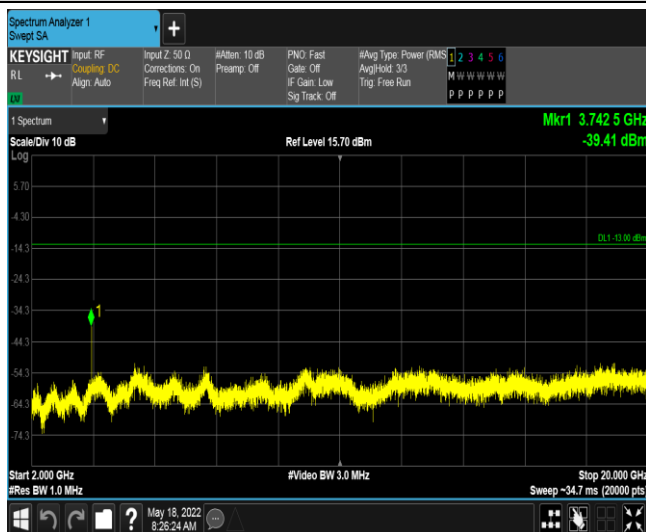 Spectrum Analyzer 1
Swept SA
+
KEYSIGHT
RL
Input: RF
Coupling: DC
Align: Auto
Input Z: 50 Ω
Corrections: On
Freq Ref: Int (S)
#Atten: 10 dB
Preamp: Off
PNO: Fast
Gate: Off
IF Gain: Low
Sig Track: Off
#Avg Type: Power (RMS
Avg|Hold: 3/3
Trig: Free Run
1 2 3 4 5 6
M W W W W W
P P P P P P
1 Spectrum
Mkr1 3.742 5 GHz
Scale/Div 10 dB
Ref Level 15.70 dBm
-39.41 dBm
Log
5.70
-4.30
DL1 -13.00 dBm
-14.3
-24.3
-34.3
1
-44.3
-54.3
-64.3
-74.3
Start 2.000 GHz
#Video BW 3.0 MHz
Stop 20.000 GHz
#Res BW 1.0 MHz
Sweep ~34.7 ms (20000 pts)
?
May 18, 2022
8:26:24 AM